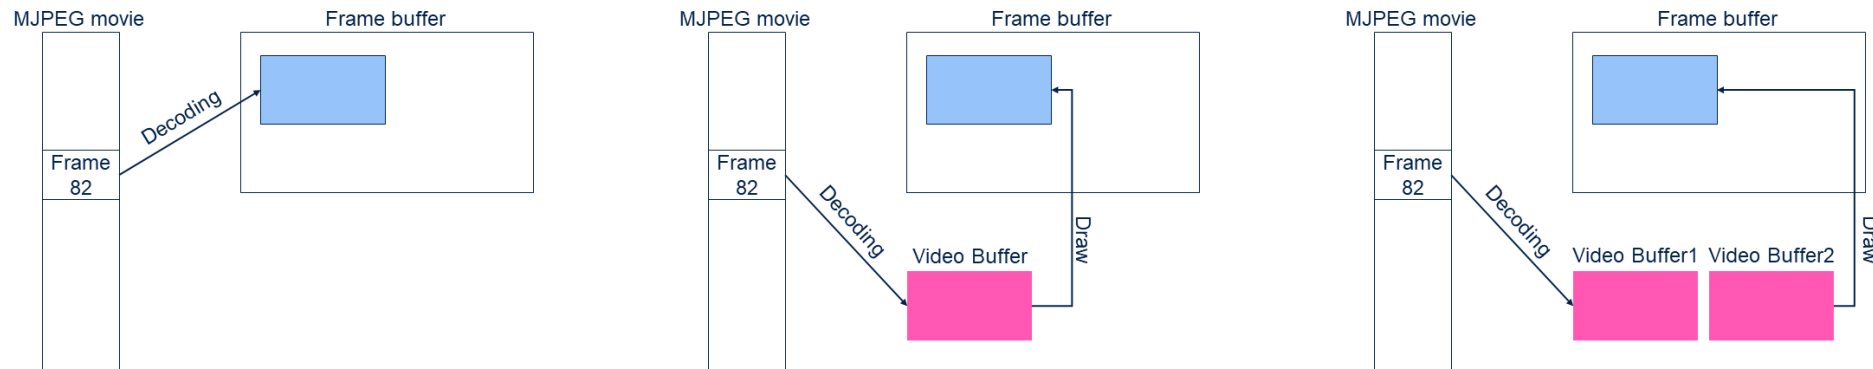 MJPEG movie
Frame buffer
Decoding
Frame
82
MJPEG movie
Frame buffer
Frame
82
Decoding
Draw
Video Buffer
MJPEG movie
Frame buffer
Frame
82
Decoding
Draw
Video Buffer1
Video Buffer2